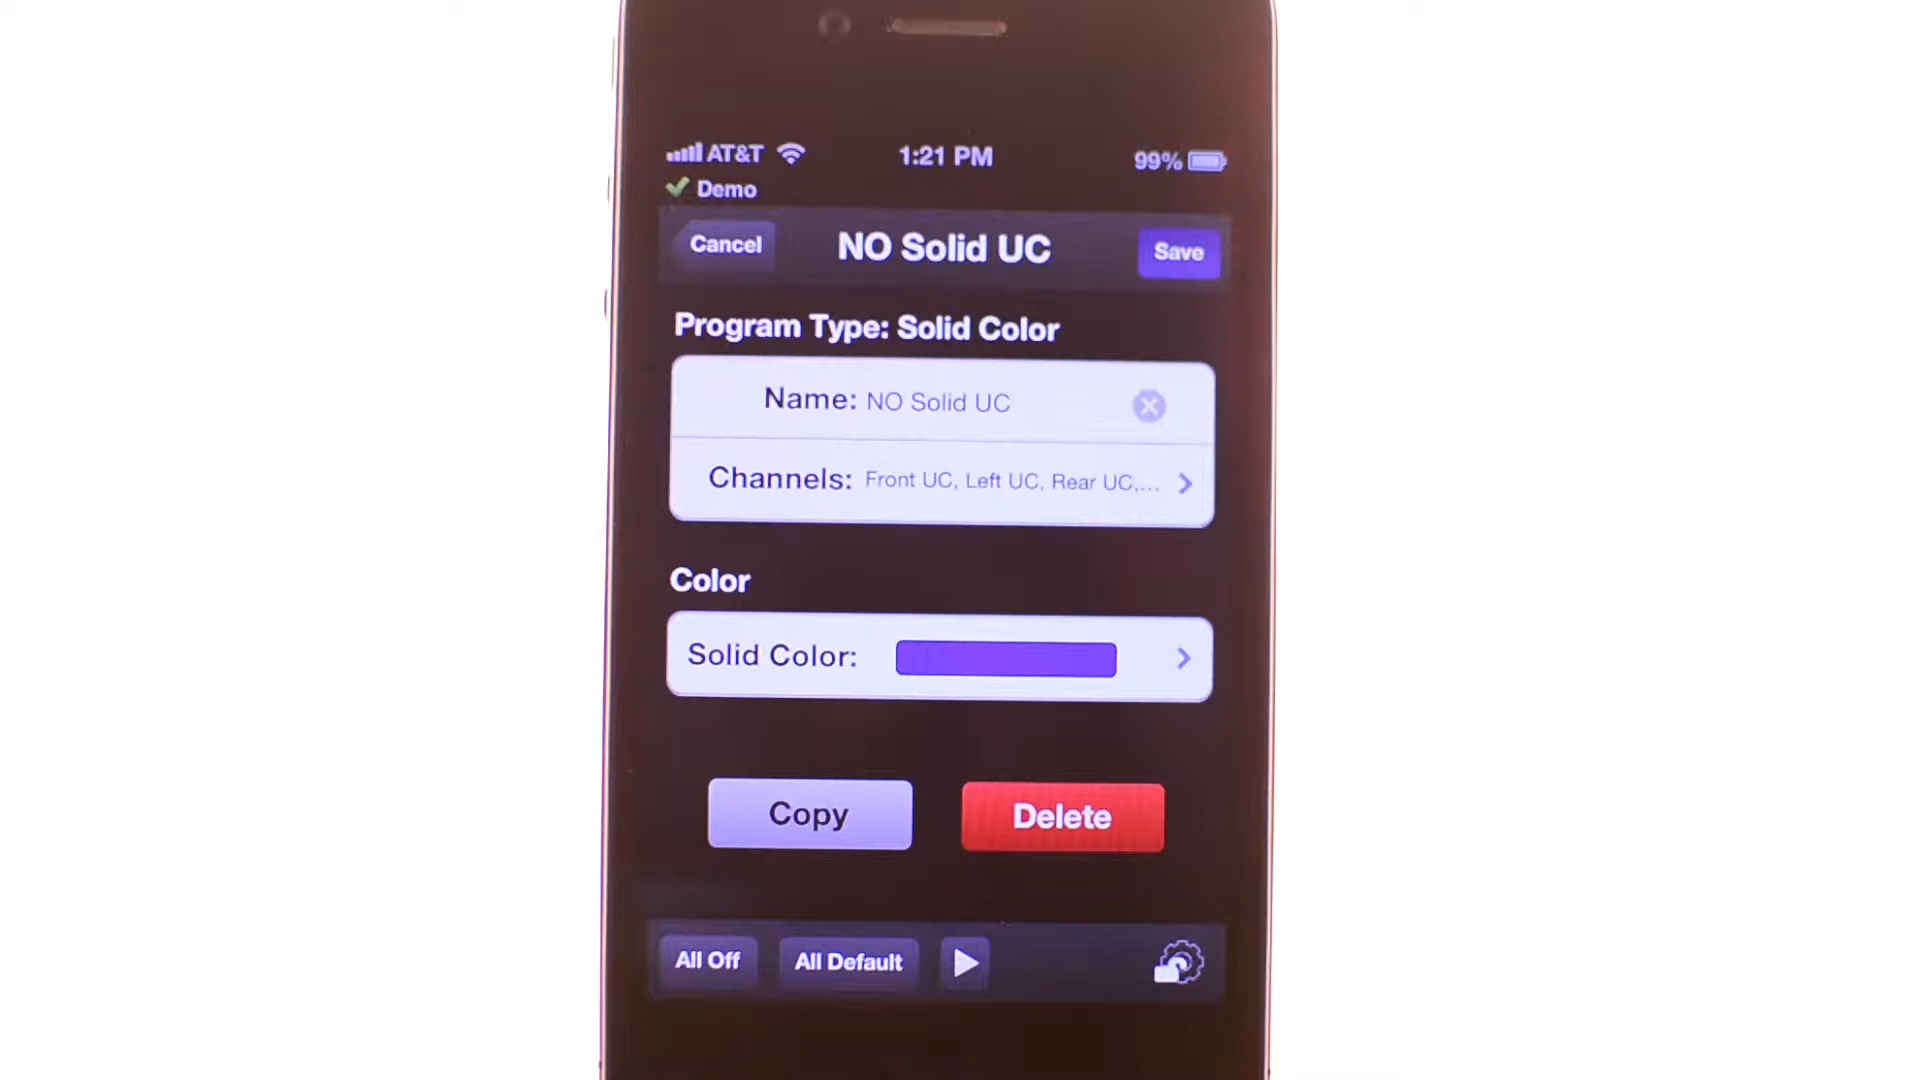 AT&T 1:21 PM 99%
Demo
Cancel NO Solid UC Save
Program Type: Solid Color
Name: NO Solid UC
Channels: Front UC, Left UC, Rear UC,...
Color
Solid Color:
Copy Delete
All Off All Default